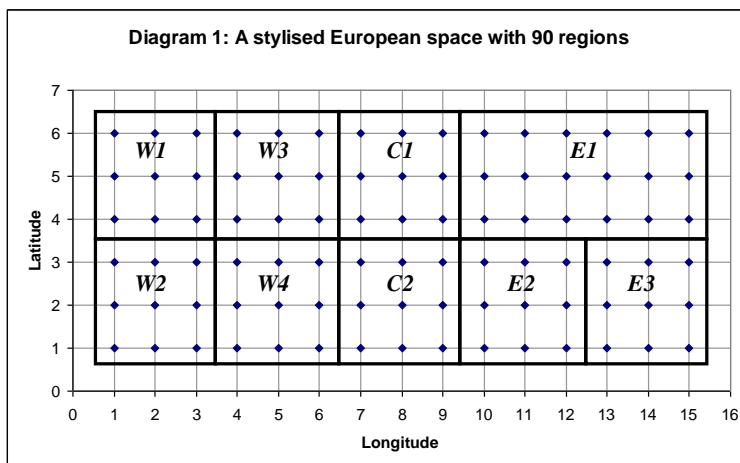 Diagram 1: A stylised European space with 90 regions
7
6
5
4
3
2
1
0
Latitude
W1 W3 C1 E1
W2 W4 C2 E2 E3
0 1 2 3 4 5 6 7 8 9 10 11 12 13 14 15 16
Longitude